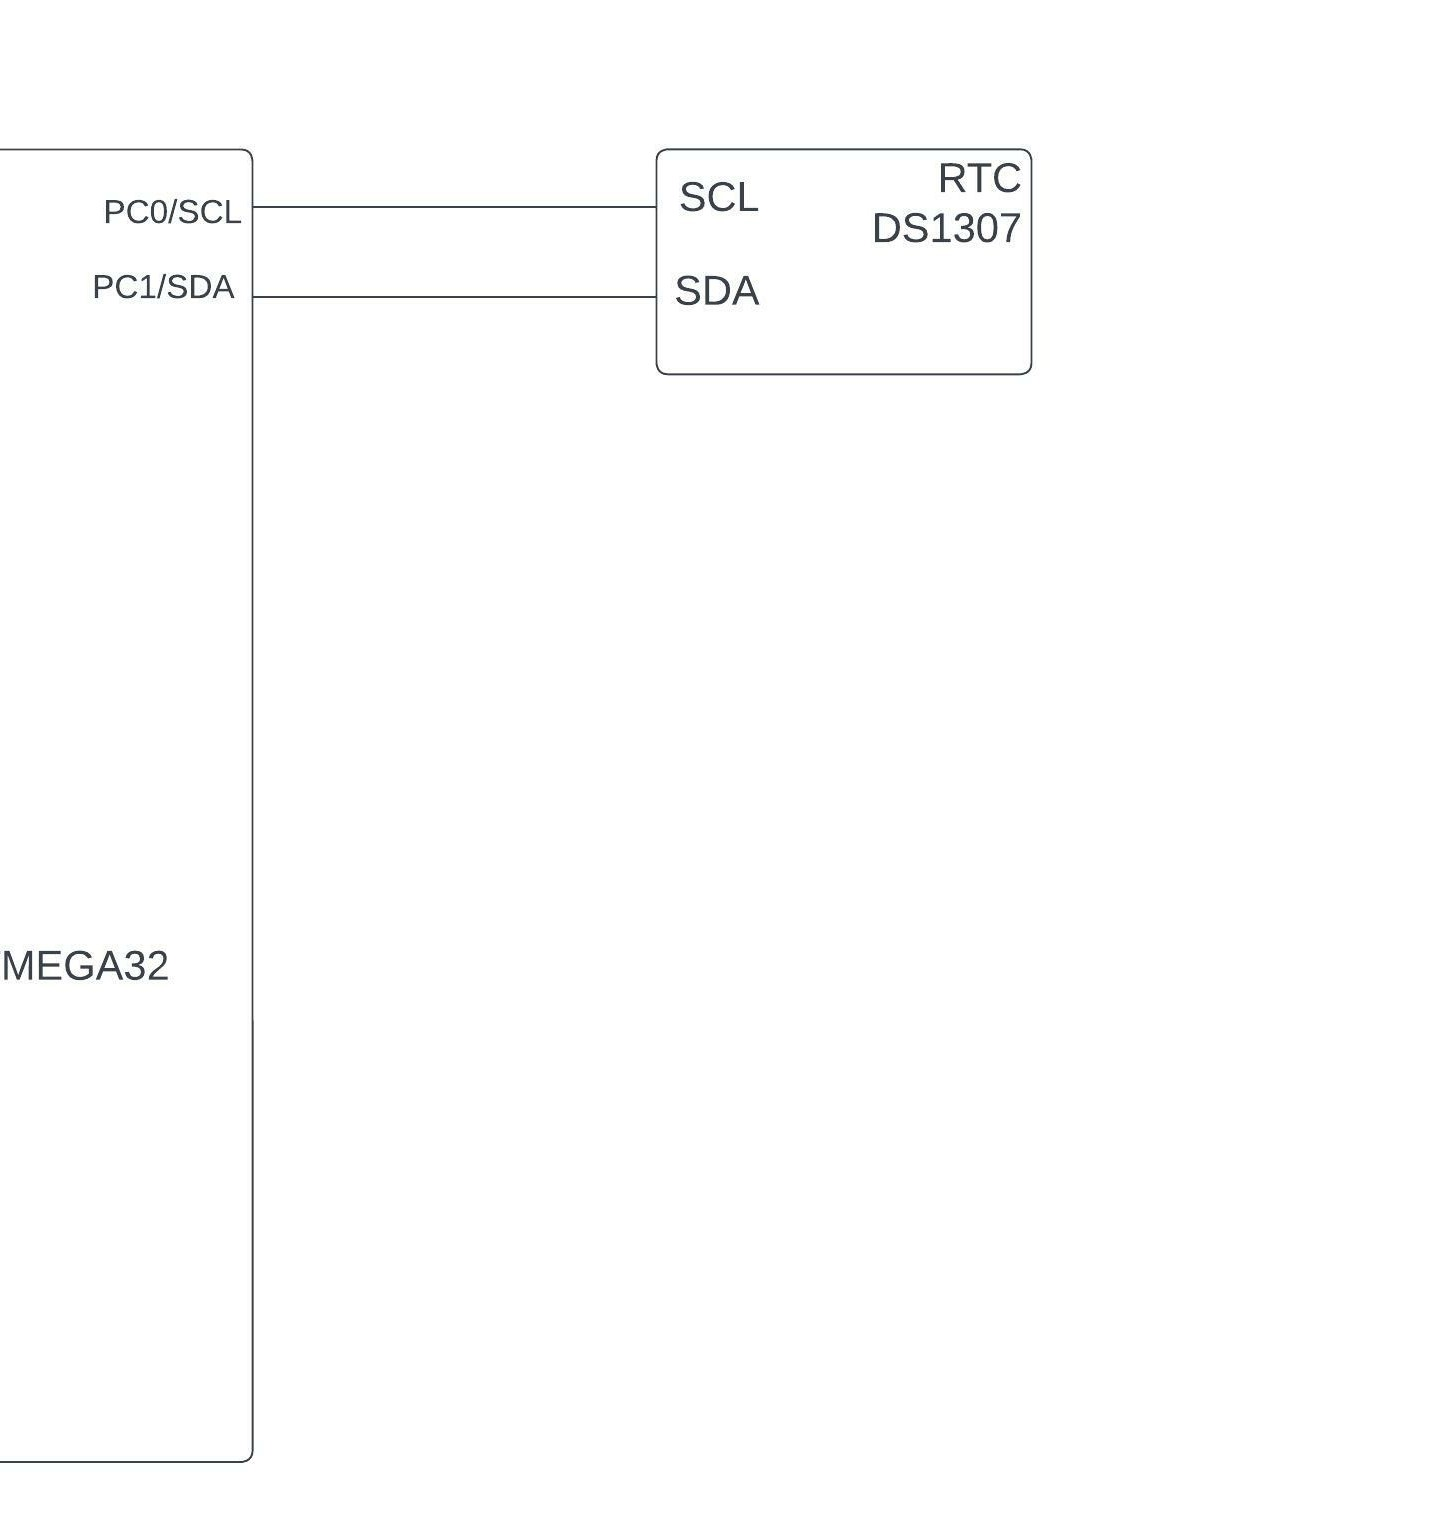 PC0/SCL
PC1/SDA
SCL
SDA
RTC
DS1307
MEGA32